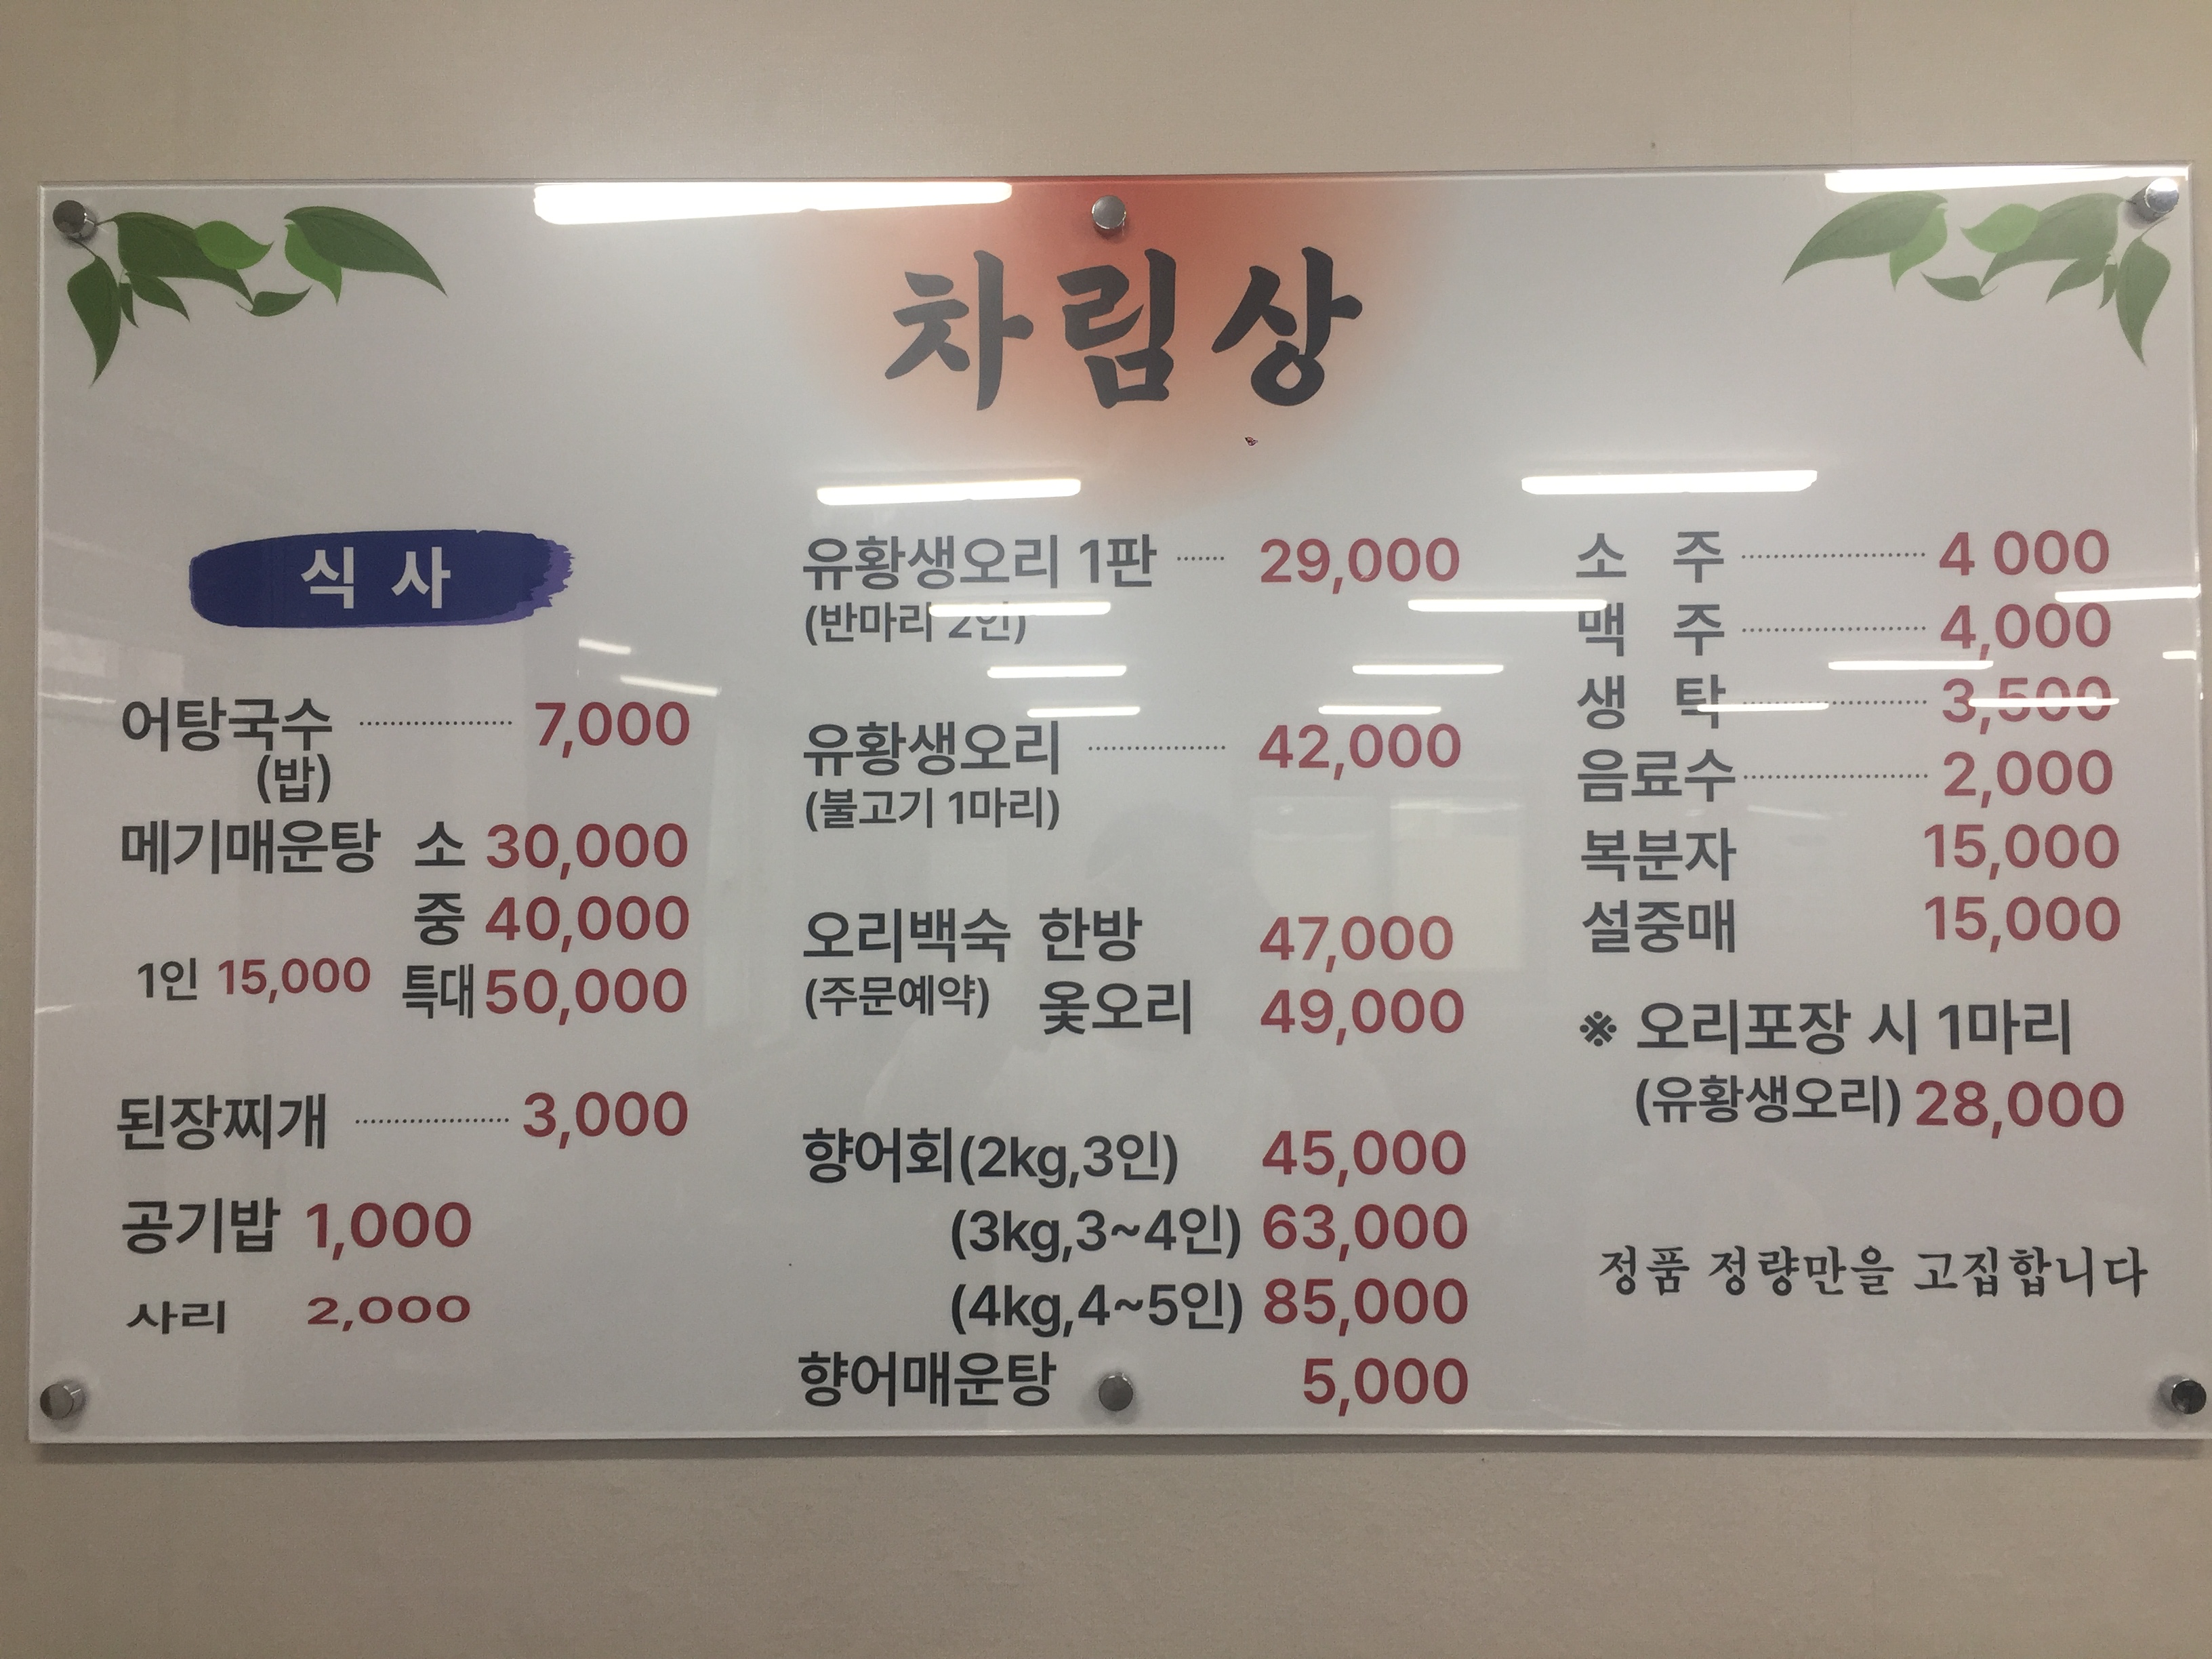 차림상
식 사
어탕국수 7,000
(밥)
메기매운탕 소 30,000
중 40,000
1인 15,000 특대 50,000
된장찌개 3,000
공기밥 1,000
사리 2,000
유황생오리 1판 29,000
(반마리 2인)
유황생오리 42,000
(불고기 1마리)
오리백숙 한방 47,000
(주문예약) 옻오리 49,000
향어회(2kg,3인) 45,000
(3kg,3~4인) 63,000
(4kg,4~5인) 85,000
향어매운탕 5,000
소 주 4 000
맥 주 4,000
생 탁 3,500
음료수 2,000
복분자 15,000
설중매 15,000
※ 오리포장 시 1마리
(유황생오리) 28,000
정품 정량만을 고집합니다